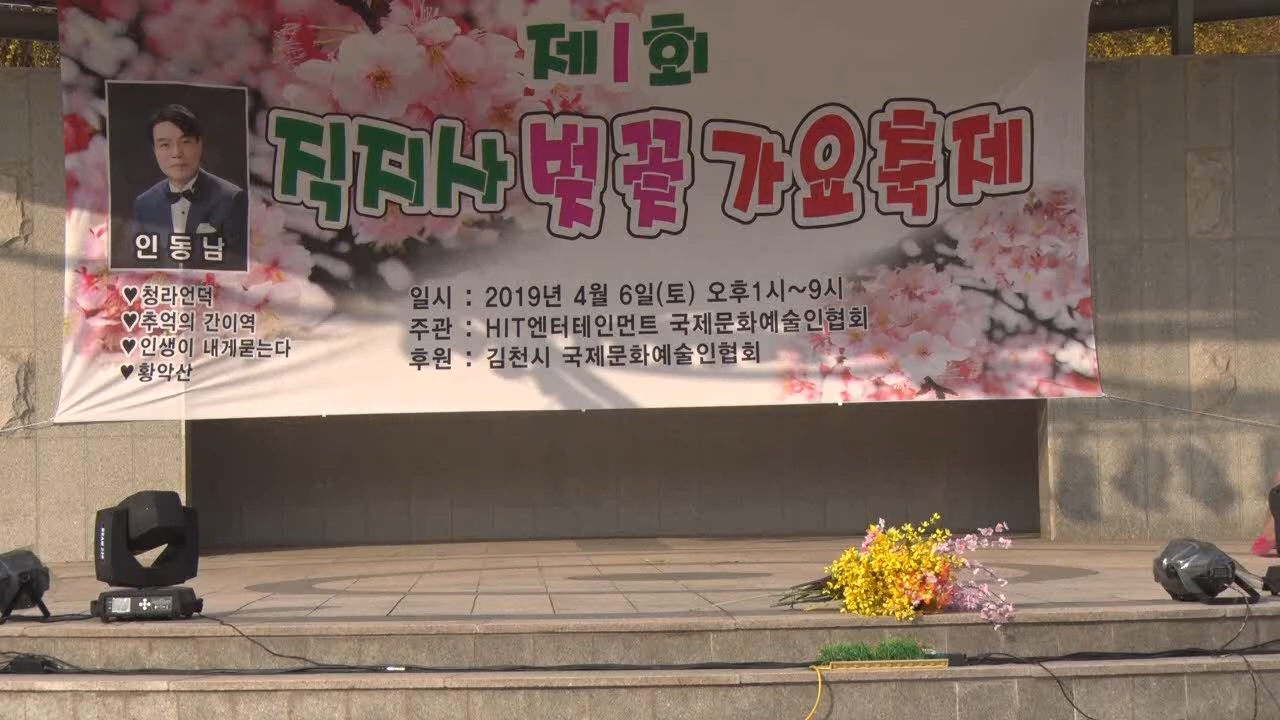 제1회
직지사 벚꽃 가요축제
인동남
♥청라언덕
♥추억의 간이역
♥인생이 내게묻는다
♥황악산
일시 : 2019년 4월 6일(토) 오후1시~9시
주관 : HIT엔터테인먼트 국제문화예술인협회
후원 : 김천시 국제문화예술인협회